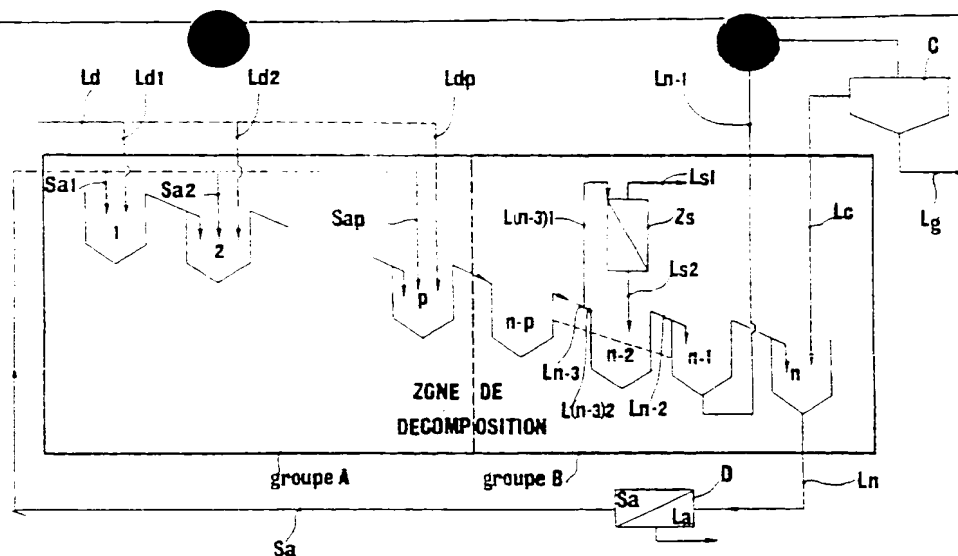 Ld
Ld1
Ld2
Ldp
Ln-1
C
Sa1
Sa2
Sap
L(n-3)1
Ls1
Zs
Ls2
Lc
Lg
1
2
p
n-p
n-2
n-1
n
Ln-3
L(n-3)2
Ln-2
ZONE DE
DECOMPOSITION
groupe A
groupe B
Sa
La
D
Ln
Sa